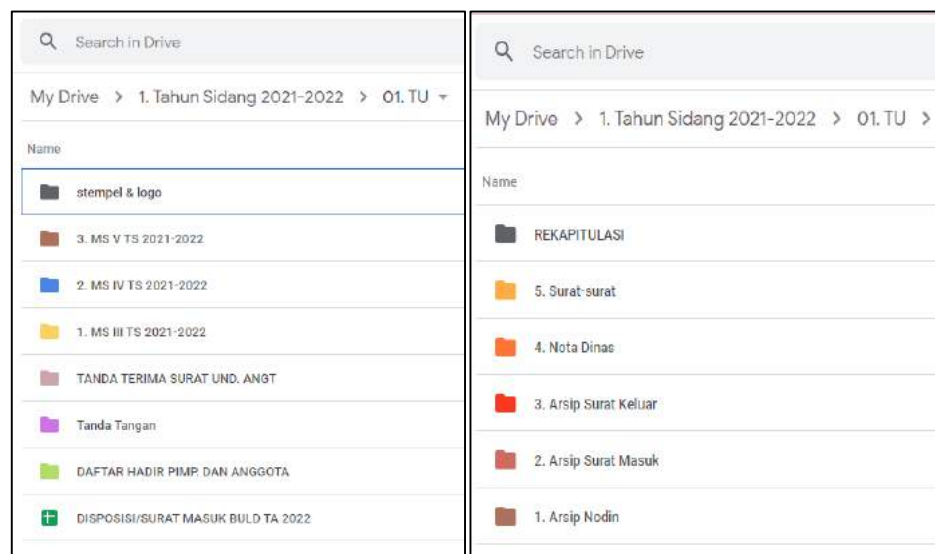 Search in Drive
My Drive > 1. Tahun Sidang 2021-2022 > 01. TU
Name
stempel & logo
3. MS V TS 2021-2022
2. MS IV TS 2021-2022
1. MS III TS 2021-2022
TANDA TERIMA SURAT UND. ANGT
Tanda Tangan
DAFTAR HADIR PIMP. DAN ANGGOTA
DISPOSISI/SURAT MASUK BULD TA 2022
Search in Drive
My Drive > 1. Tahun Sidang 2021-2022 > 01. TU >
Name
REKAPITULASI
5. Surat-surat
4. Nota Dinas
3. Arsip Surat Keluar
2. Arsip Surat Masuk
1. Arsip Nodin